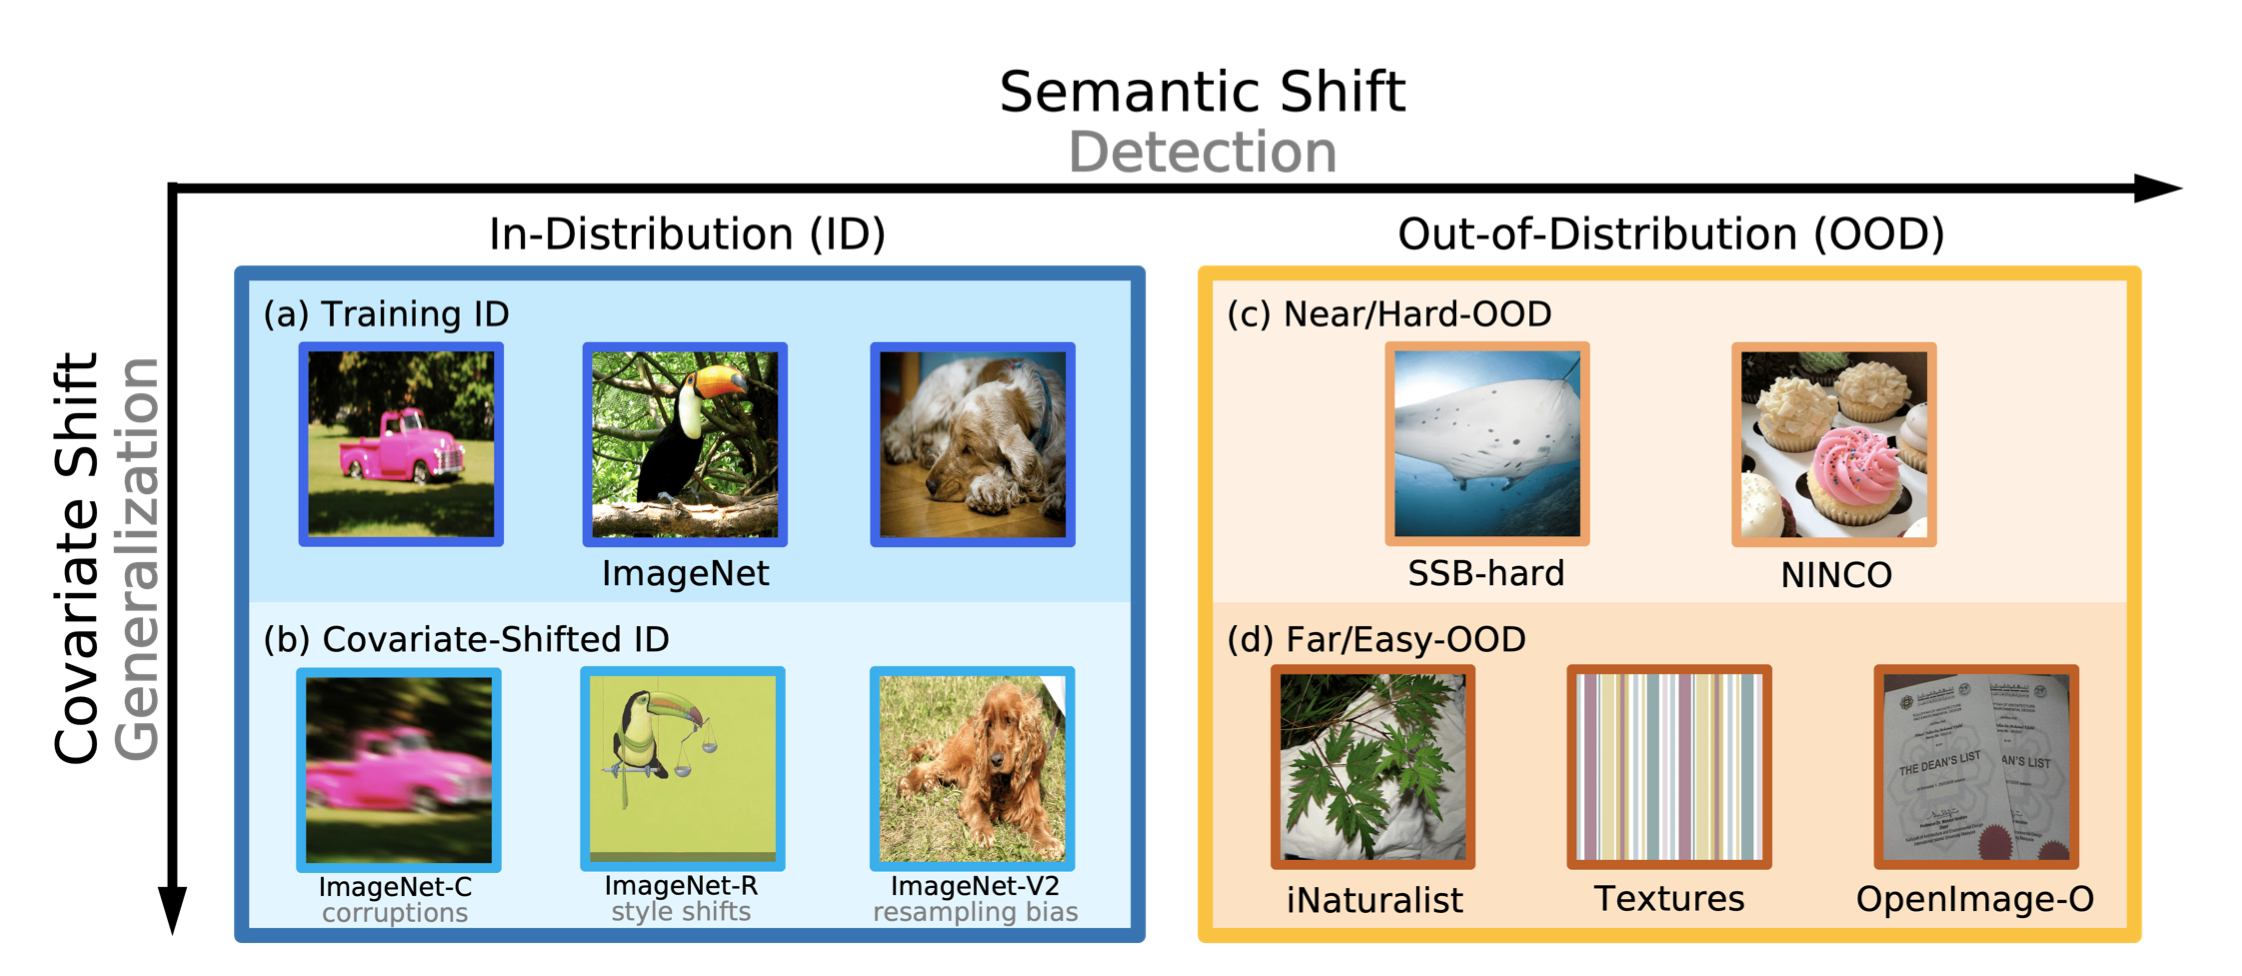 Semantic Shift
Detection
Covariate Shift
Generalization
In-Distribution (ID)
(a) Training ID
ImageNet
(b) Covariate-Shifted ID
ImageNet-C
corruptions
ImageNet-R
style shifts
ImageNet-V2
resampling bias
Out-of-Distribution (OOD)
(c) Near/Hard-OOD
SSB-hard
NINCO
(d) Far/Easy-OOD
THE DEAN'S LIST
AN'S LIST
iNaturalist
Textures
OpenImage-O